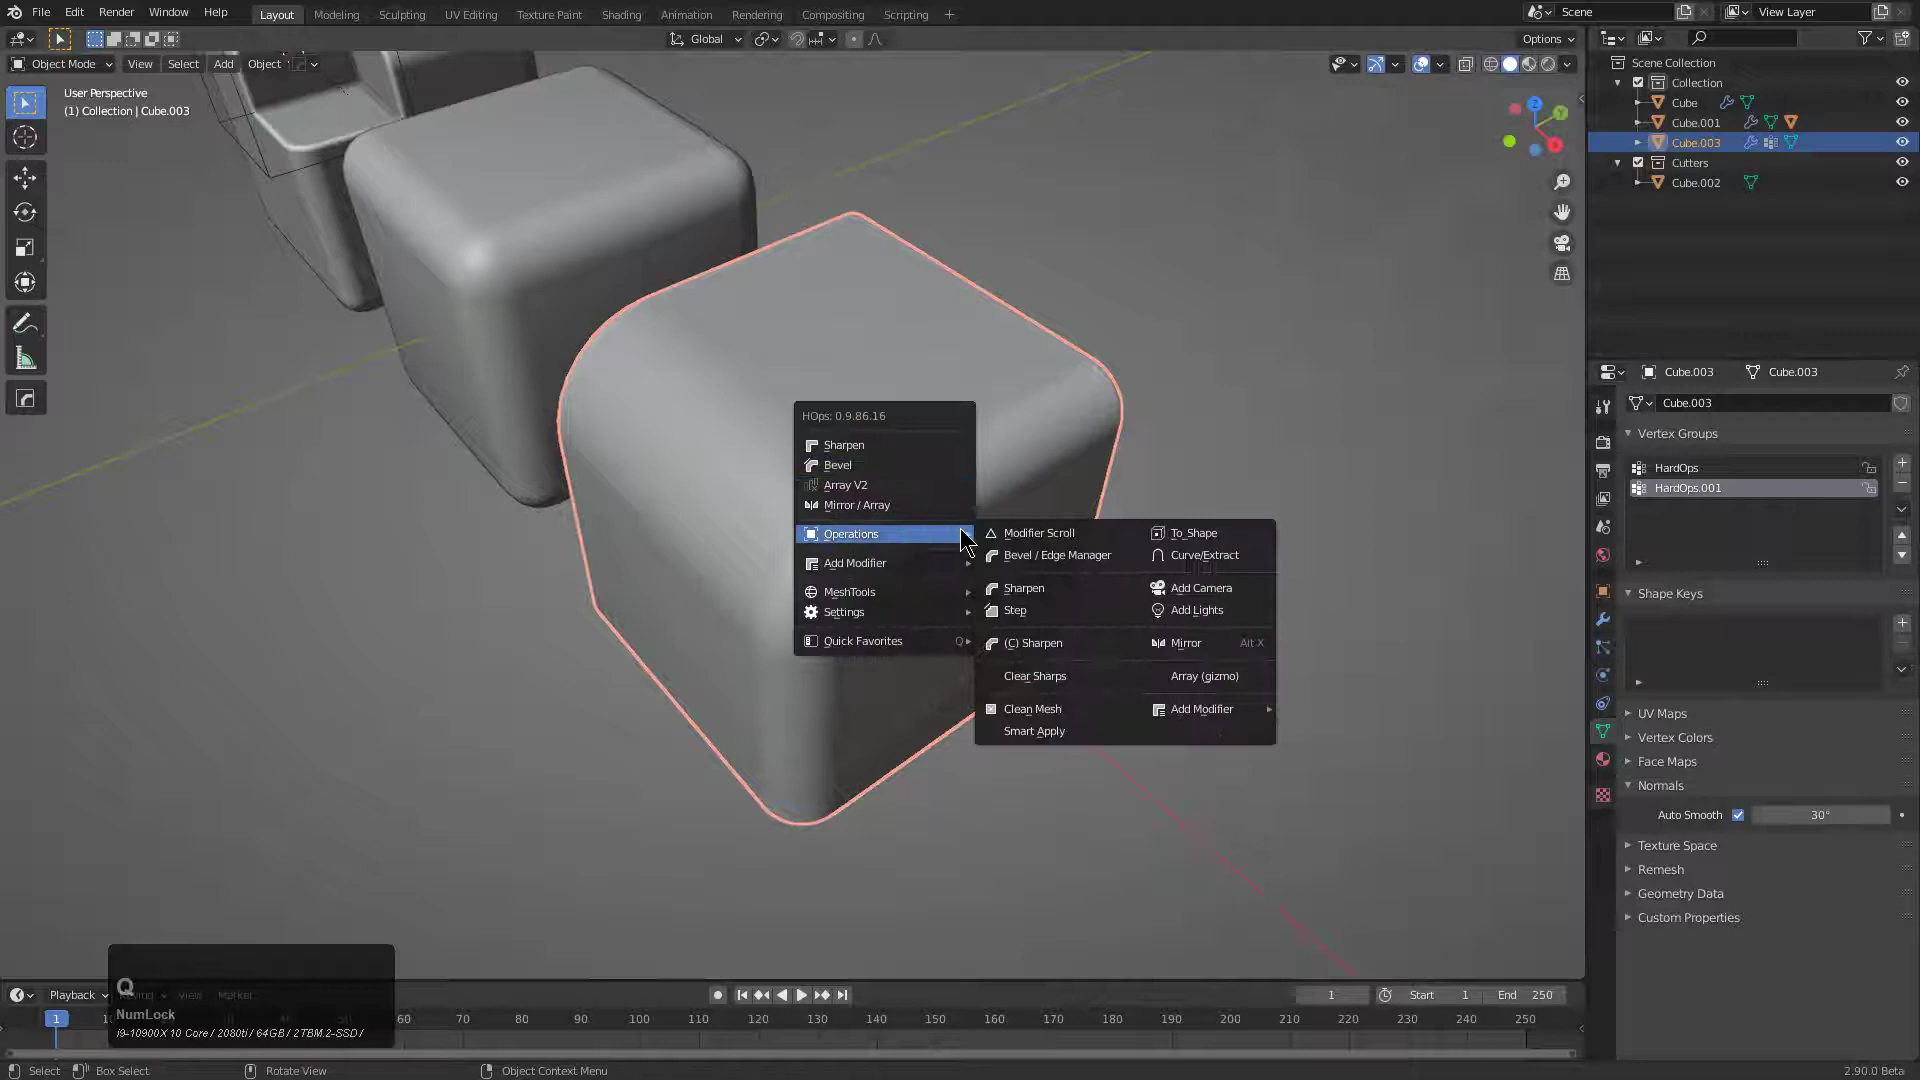 File Edit Render Window Help Layout Modeling Sculpting UV Editing Texture Paint Shading Animation Rendering Compositing Scripting + Scene View Layer
Global Options
Object Mode View Select Add Object
User Perspective
(1) Collection | Cube.003
Scene Collection
Collection
Cube
Cube.001
Cube.003
Cutters
Cube.002
Cube.003 Cube.003
Cube.003
Vertex Groups
HardOps
HardOps.001
Shape Keys
UV Maps
Vertex Colors
Face Maps
Normals
Auto Smooth 30°
Texture Space
Remesh
Geometry Data
Custom Properties
HOps: 0.9.86.16
Sharpen
Bevel
Array V2
Mirror / Array
Operations
Add Modifier
MeshTools
Settings
Quick Favorites Q
Modifier Scroll To_Shape
Bevel / Edge Manager Curve/Extract
Sharpen Add Camera
Step Add Lights
(C) Sharpen Mirror Alt X
Clear Sharps Array (gizmo)
Clean Mesh Add Modifier
Smart Apply
Q
NumLock
i9-10900X 10 Core / 2080ti / 64GB / 2TBM.2-SSD /
Playback View Marker 1 Start 1 End 250
1 60 70 80 90 100 110 120 130 140 150 160 170 180 190 200 210 220 230 240 250
Select Box Select Rotate View Object Context Menu 2.90.0 Beta
X Y Z